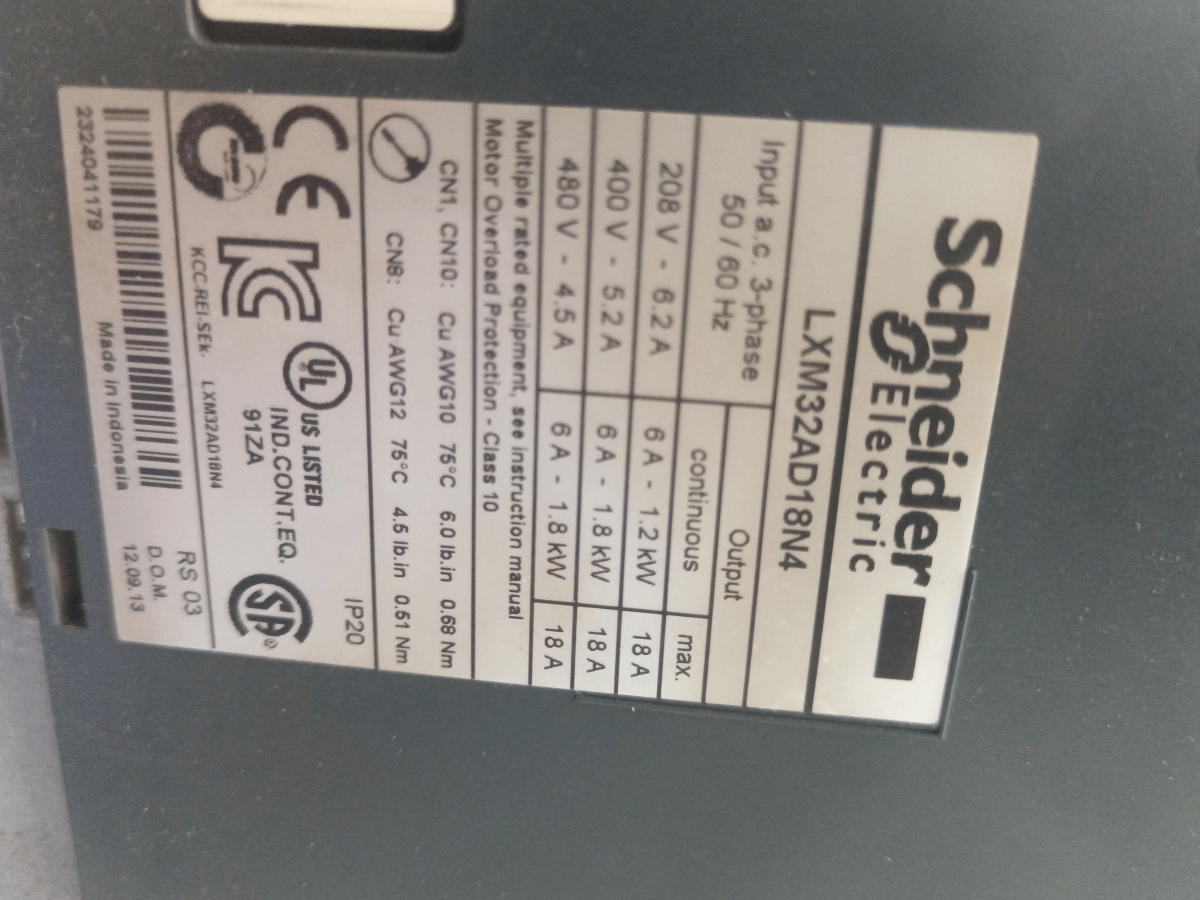 Schneider
Electric
LXM32AD18N4
Input a.c. 3-phase
50 / 60 Hz
Output
continuous
max.
208 V - 6.2 A
6 A - 1.2 kW
18 A
400 V - 5.2 A
6 A - 1.8 kW
18 A
480 V - 4.5 A
6 A - 1.8 kW
18 A
Multiple rated equipment, see instruction manual
Motor Overload Protection - Class 10
CN1, CN10: Cu AWG10 75°C 6.0 lb.in 0.68 Nm
CN8: Cu AWG12 75°C 4.5 lb.in 0.51 Nm
CE
KC
UL
US LISTED
IND.CONT.EQ.
91ZA
SA®
IP20
KCC-REI-SEk- LXM32AD18N4
RS 03
D.O.M.
12.09.13
2324041179
Made in Indonesia